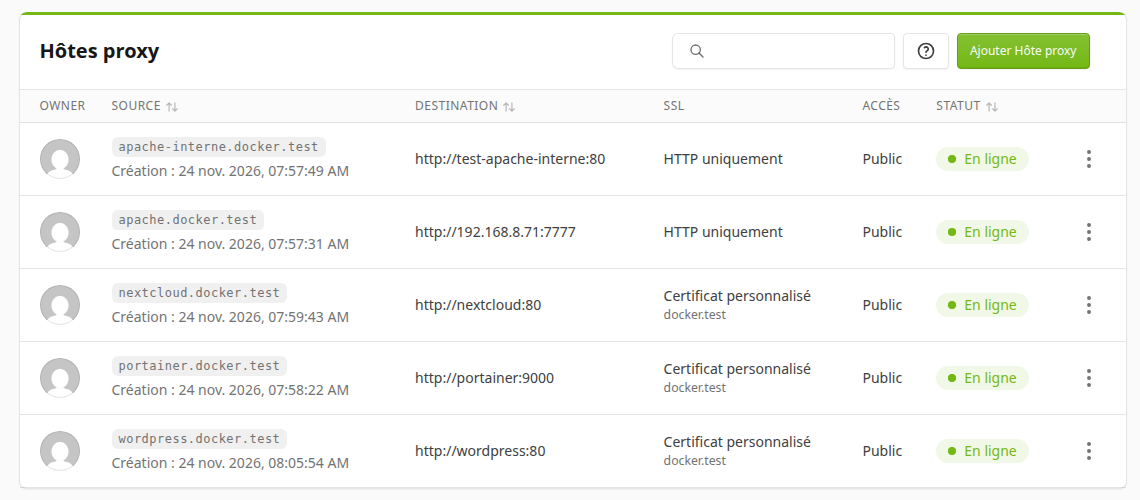 Hôtes proxy
Ajouter Hôte proxy
OWNER SOURCE DESTINATION SSL ACCÈS STATUT
apache-interne.docker.test
Création : 24 nov. 2026, 07:57:49 AM
http://test-apache-interne:80
HTTP uniquement
Public
En ligne
apache.docker.test
Création : 24 nov. 2026, 07:57:31 AM
http://192.168.8.71:7777
HTTP uniquement
Public
En ligne
nextcloud.docker.test
Création : 24 nov. 2026, 07:59:43 AM
http://nextcloud:80
Certificat personnalisé
docker.test
Public
En ligne
portainer.docker.test
Création : 24 nov. 2026, 07:58:22 AM
http://portainer:9000
Certificat personnalisé
docker.test
Public
En ligne
wordpress.docker.test
Création : 24 nov. 2026, 08:05:54 AM
http://wordpress:80
Certificat personnalisé
docker.test
Public
En ligne